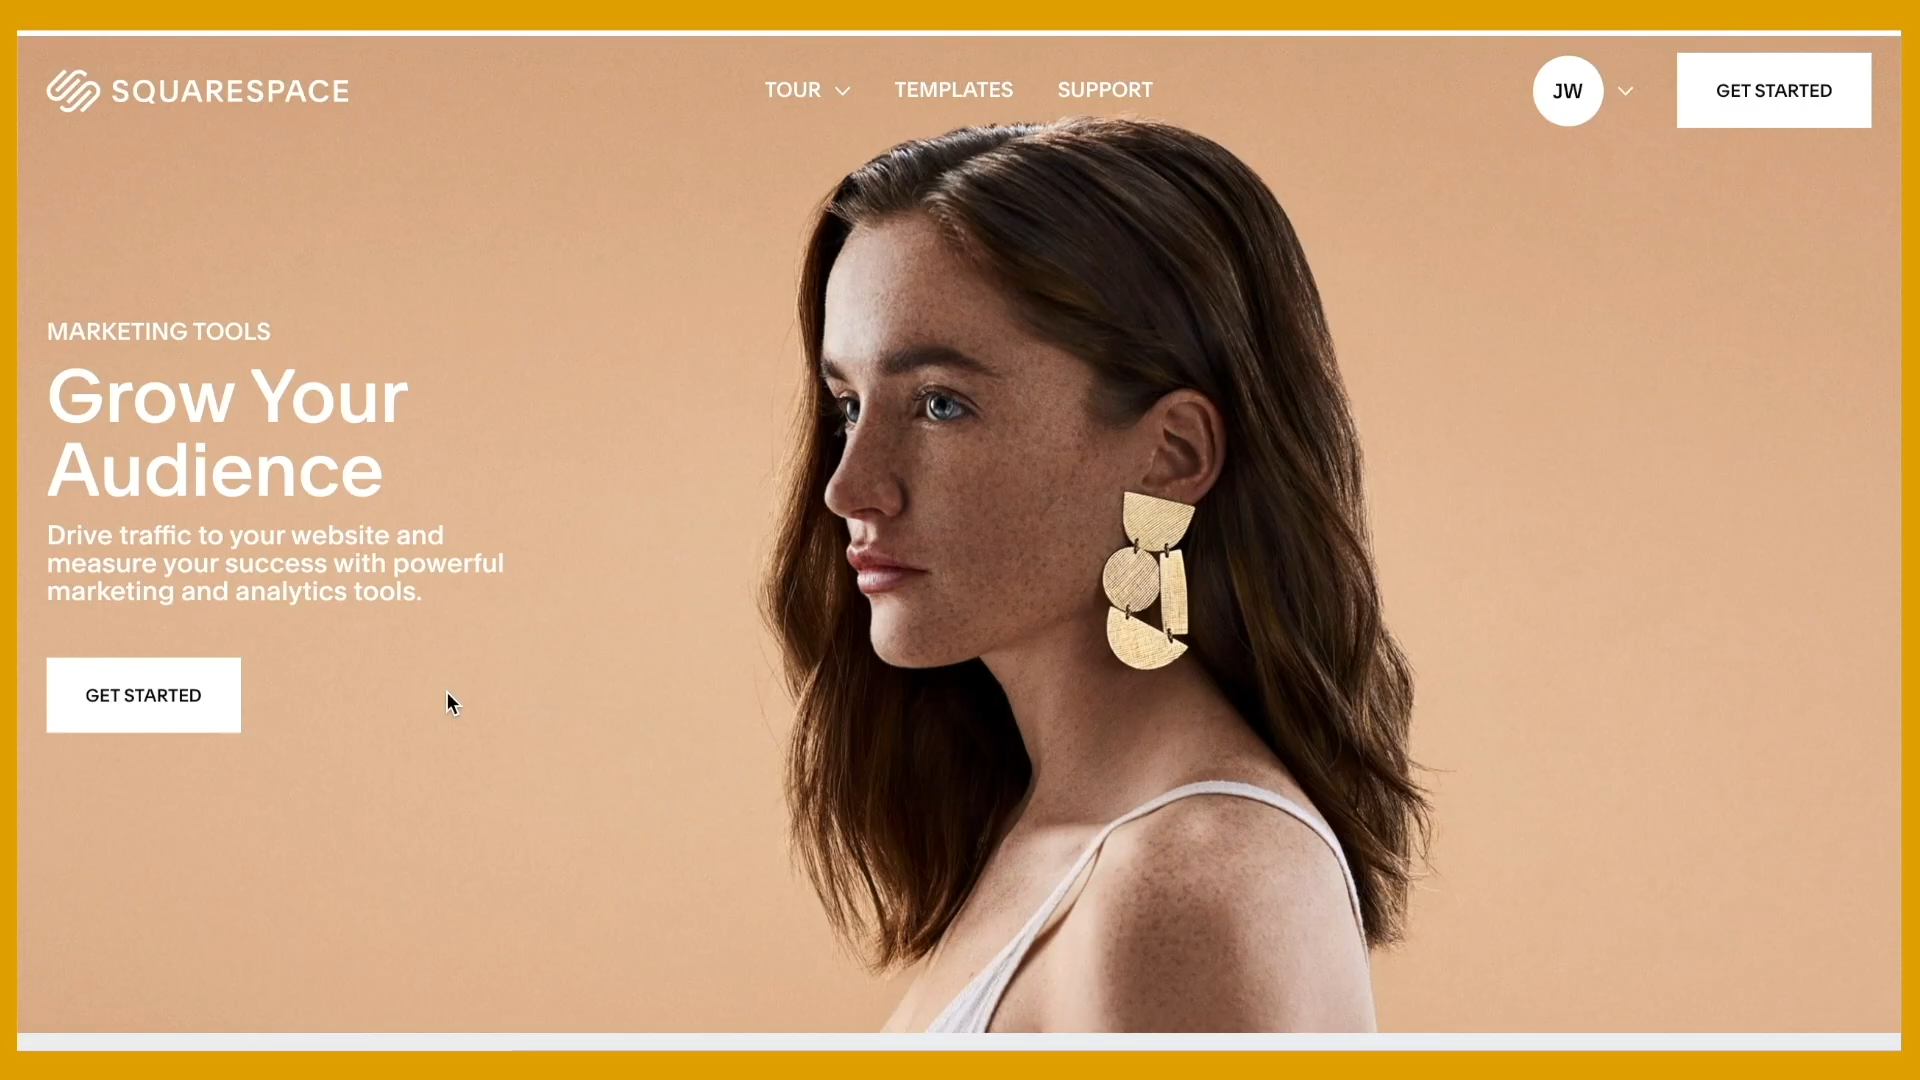 SQUARESPACE
TOUR
TEMPLATES
SUPPORT
JW
GET STARTED
MARKETING TOOLS
Grow Your
Audience
Drive traffic to your website and
measure your success with powerful
marketing and analytics tools.
GET STARTED